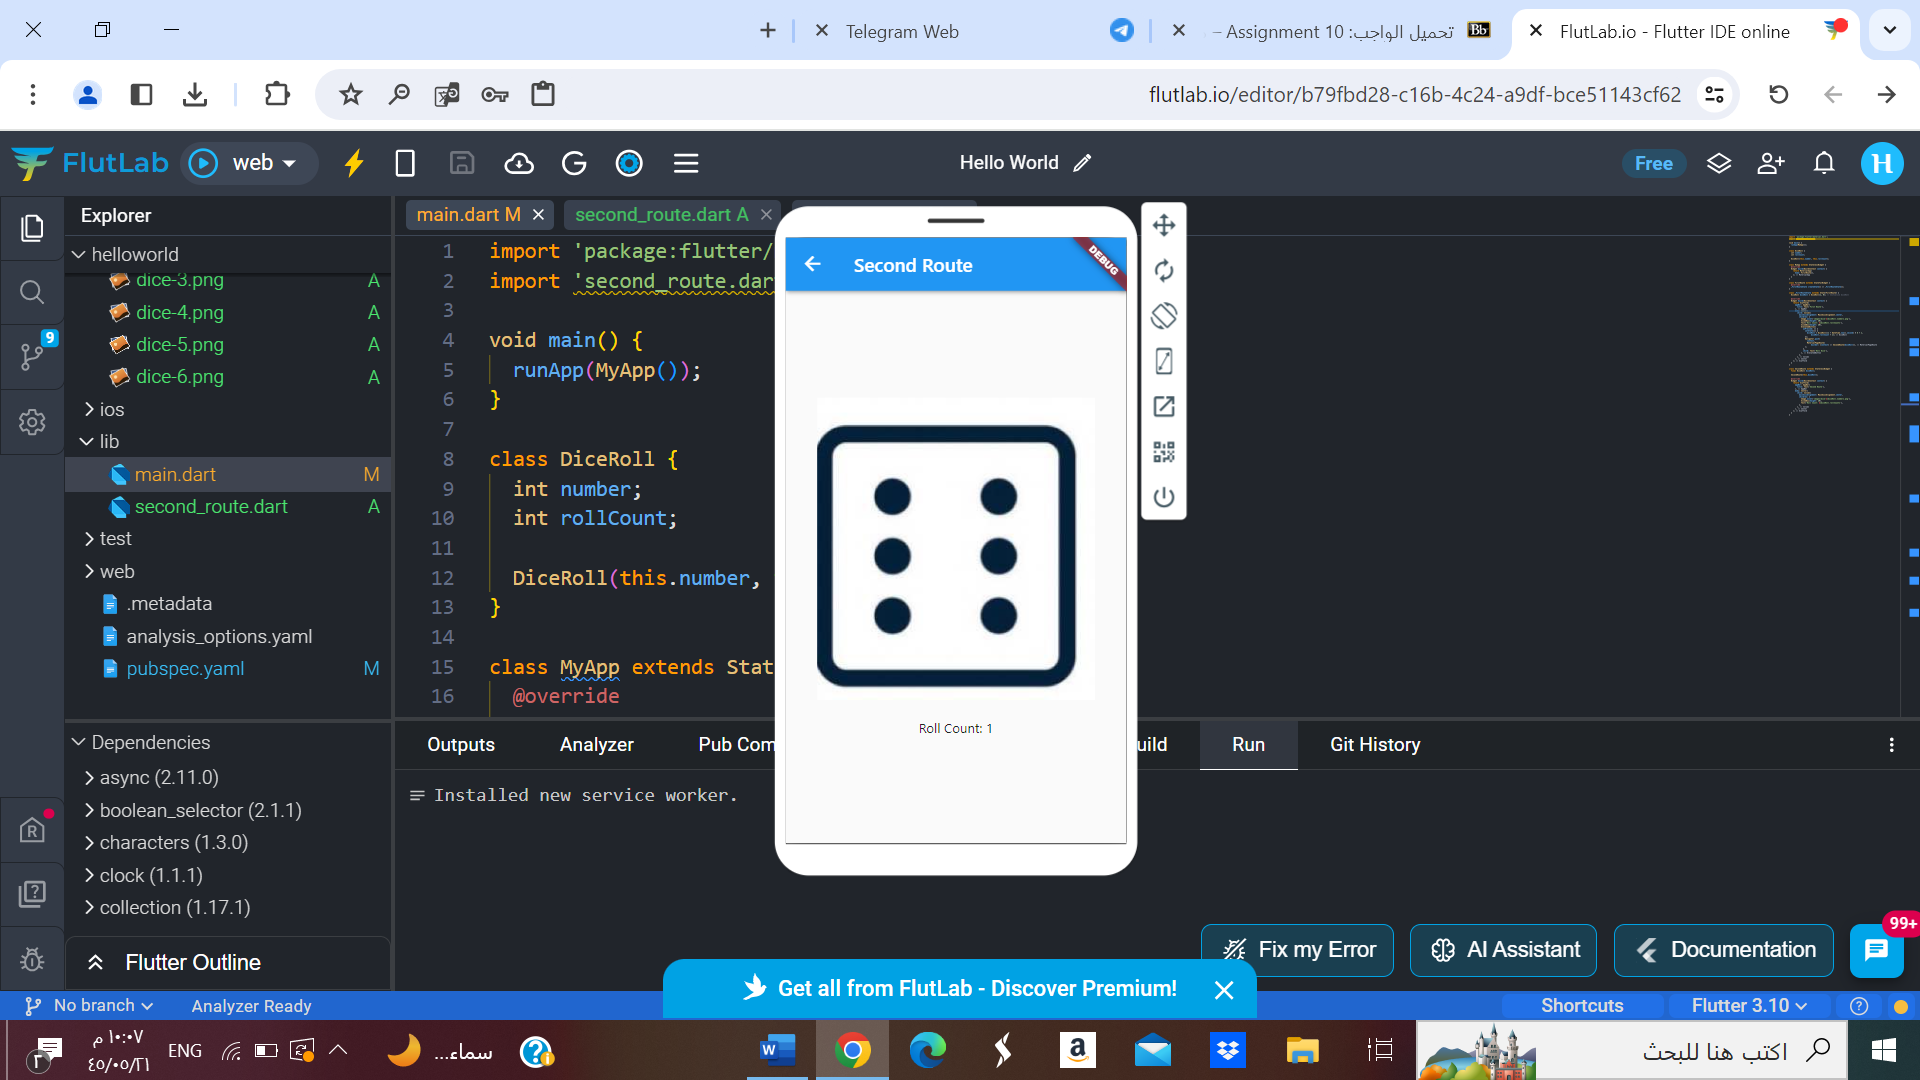 Telegram Web
تحميل الواجب: Assignment 10 –
Bb
FlutLab.io - Flutter IDE online
flutlab.io/editor/b79fbd28-c16b-4c24-a9df-bce51143cf62
FlutLab
web
Hello World
Free
H
Explorer
main.dart M
second_route.dart A
helloworld
dice-3.png A
dice-4.png A
dice-5.png A
dice-6.png A
ios
lib
main.dart M
second_route.dart A
test
web
.metadata
analysis_options.yaml
pubspec.yaml M
9
1 import 'package:flutter/
2 import 'second_route.dar
3
4 void main() {
5 runApp(MyApp());
6 }
7
8 class DiceRoll {
9 int number;
10 int rollCount;
11
12 DiceRoll(this.number,
13 }
14
15 class MyApp extends Stat
16 @override
Second Route
DEBUG
Roll Count: 1
Dependencies
async (2.11.0)
boolean_selector (2.1.1)
characters (1.3.0)
clock (1.1.1)
collection (1.17.1)
Flutter Outline
R
Outputs
Analyzer
Pub Com
uild
Run
Git History
Installed new service worker.
Fix my Error
AI Assistant
Documentation
99+
Get all from FlutLab - Discover Premium!
No branch
Analyzer Ready
Shortcuts
Flutter 3.10
١٠:٠٧ م
٤٥/٠٥/٢١
٣
ENG
سماء...
اكتب هنا للبحث